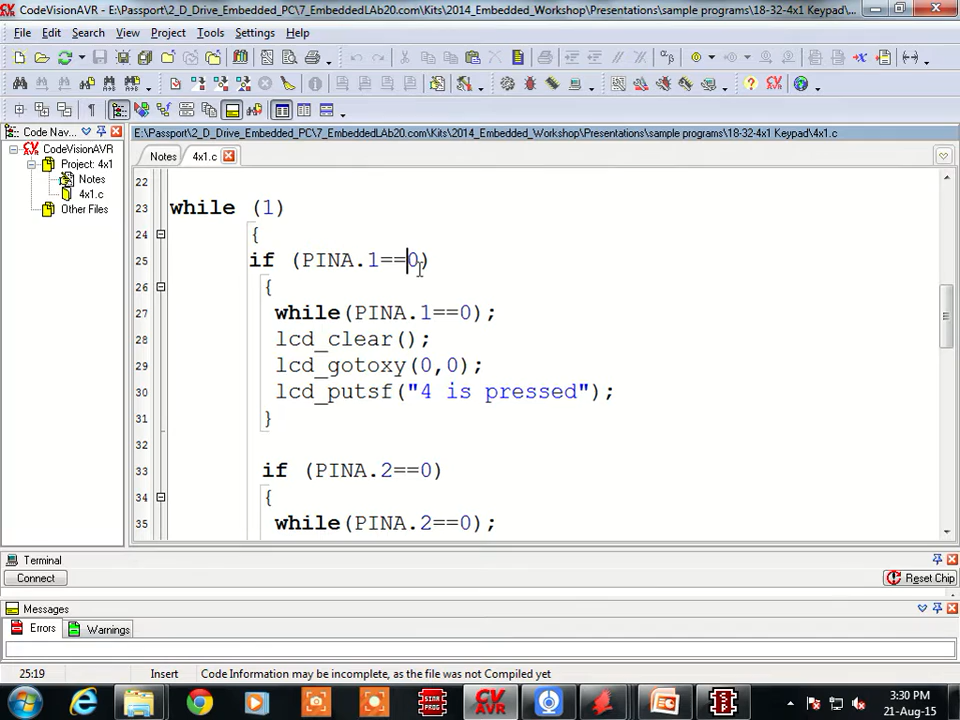 CodeVisionAVR - E:\Passport\2_D_Drive_Embedded_PC\7_EmbeddedLAb20.com\Kits\2014_Embedded_Workshop\Presentations\sample programs\18-32-4x1 Keypad\4x1....
File Edit Search View Project Tools Settings Help
Code Nav...
E:\Passport\2_D_Drive_Embedded_PC\7_EmbeddedLAb20.com\Kits\2014_Embedded_Workshop\Presentations\sample programs\18-32-4x1 Keypad\4x1.c
CodeVisionAVR
Project: 4x1
Notes
4x1.c
Other Files
Notes 4x1.c
22
23 while (1)
24 {
25 if (PINA.1==0)
26 {
27 while(PINA.1==0);
28 lcd_clear();
29 lcd_gotoxy(0,0);
30 lcd_putsf("4 is pressed");
31 }
32
33 if (PINA.2==0)
34 {
35 while(PINA.2==0);
Terminal
Connect Reset Chip
Messages
Errors Warnings
25:19 Insert Code Information may be incomplete, as the file was not Compiled yet
SINA PROG
CV AVR
3:30 PM
21-Aug-15